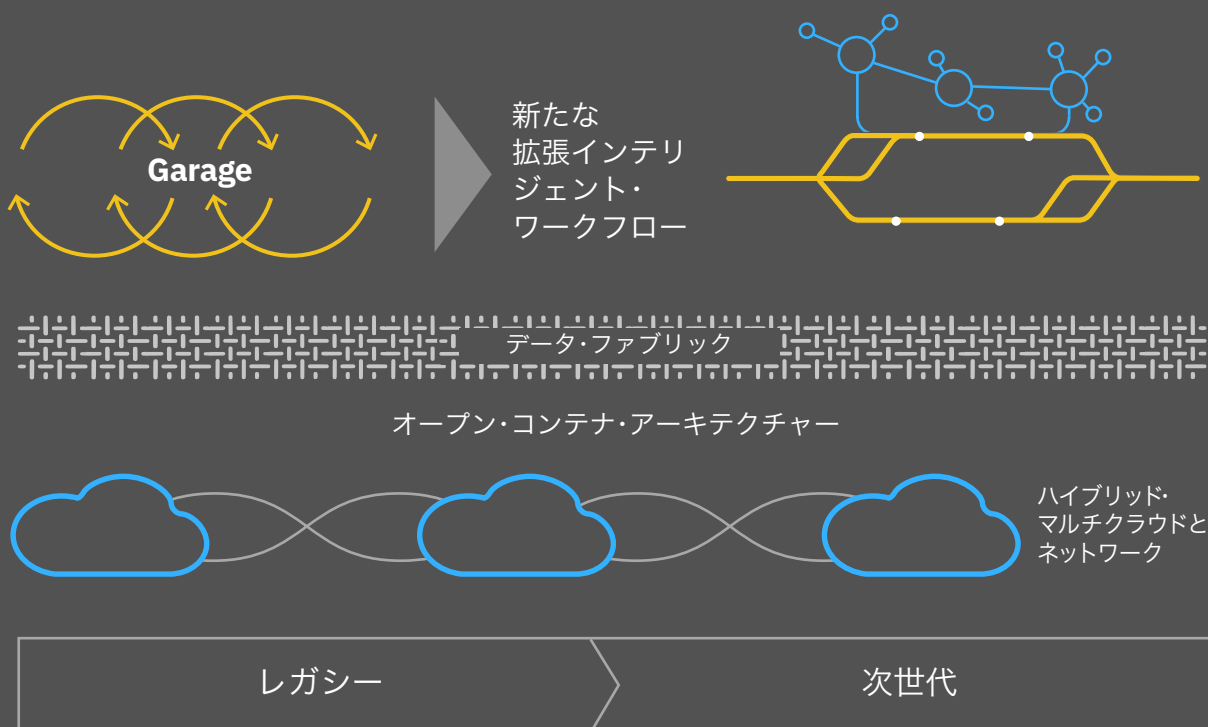 Garage
新たな
拡張インテリ
ジェント・
ワークフロー
データ・ファブリック
オープン・コンテナ・アーキテクチャー
ハイブリッド・
マルチクラウドと
ネットワーク
レガシー
次世代